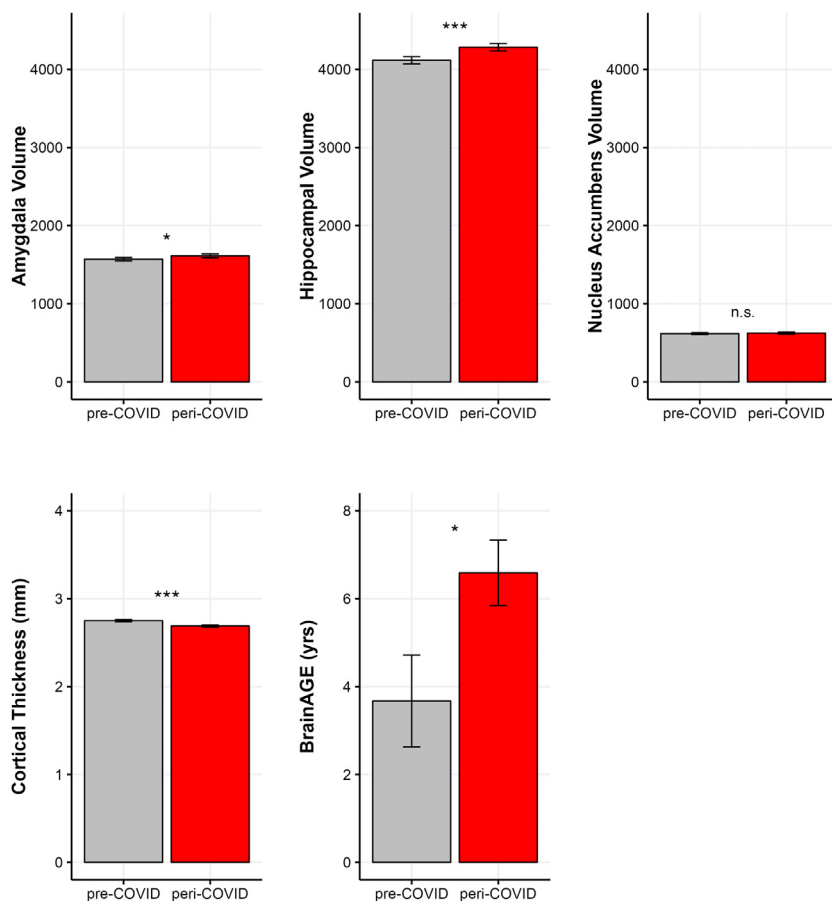 Amygdala Volume
4000
3000
2000
1000
0
*
pre-COVID
peri-COVID
Hippocampal Volume
4000
3000
2000
1000
0
***
pre-COVID
peri-COVID
Nucleus Accumbens Volume
4000
3000
2000
1000
0
n.s.
pre-COVID
peri-COVID
Cortical Thickness (mm)
4
3
2
1
0
***
pre-COVID
peri-COVID
BrainAGE (yrs)
8
6
4
2
0
*
pre-COVID
peri-COVID